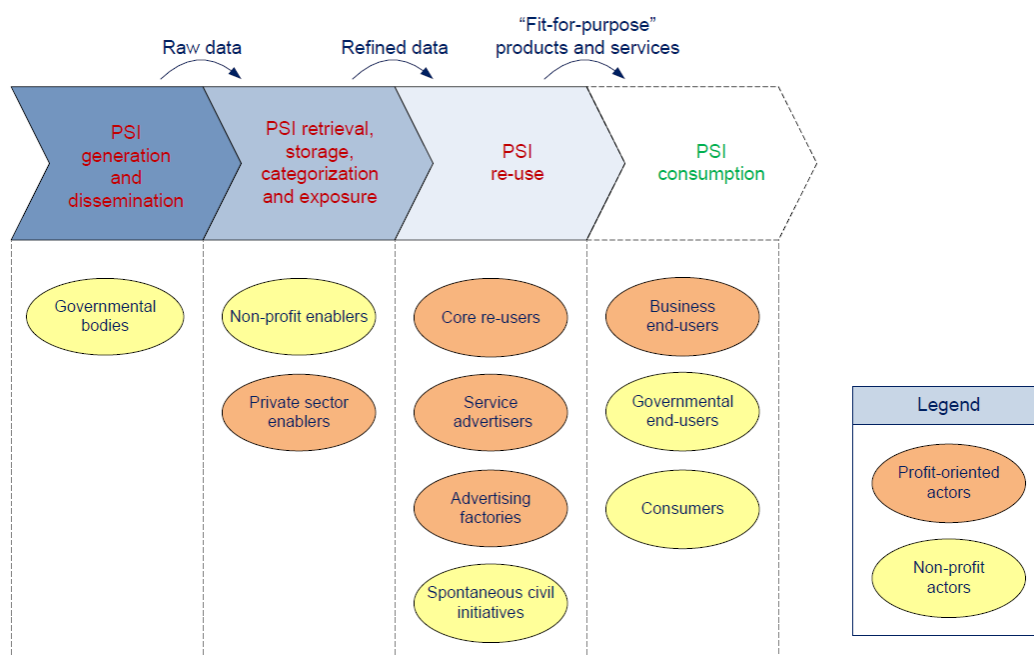 Raw data
Refined data
“Fit-for-purpose”
products and services
PSI
generation
and
dissemination
PSI retrieval,
storage,
categorization
and exposure
PSI
re-use
PSI
consumption
Governmental
bodies
Non-profit enablers
Private sector
enablers
Core re-users
Service
advertisers
Advertising
factories
Spontaneous civil
initiatives
Business
end-users
Governmental
end-users
Consumers
Legend
Profit-oriented
actors
Non-profit
actors